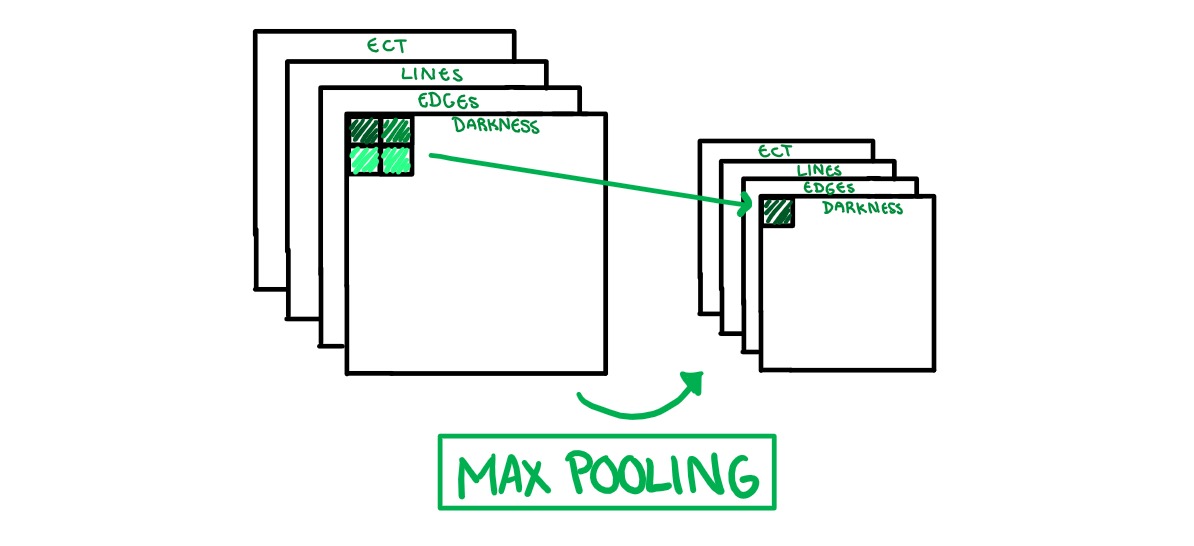 ECT
LINES
EDGES
DARKNESS
ECT
LINES
EDGES
DARKNESS
MAX POOLING